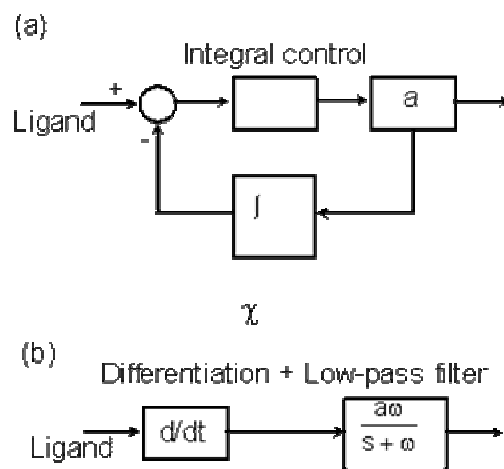 (a)
Integral control
+
a
Ligand
-
∫
χ
(b)
Differentiation + Low-pass filter
Ligand
d/dt
aω
s + ω